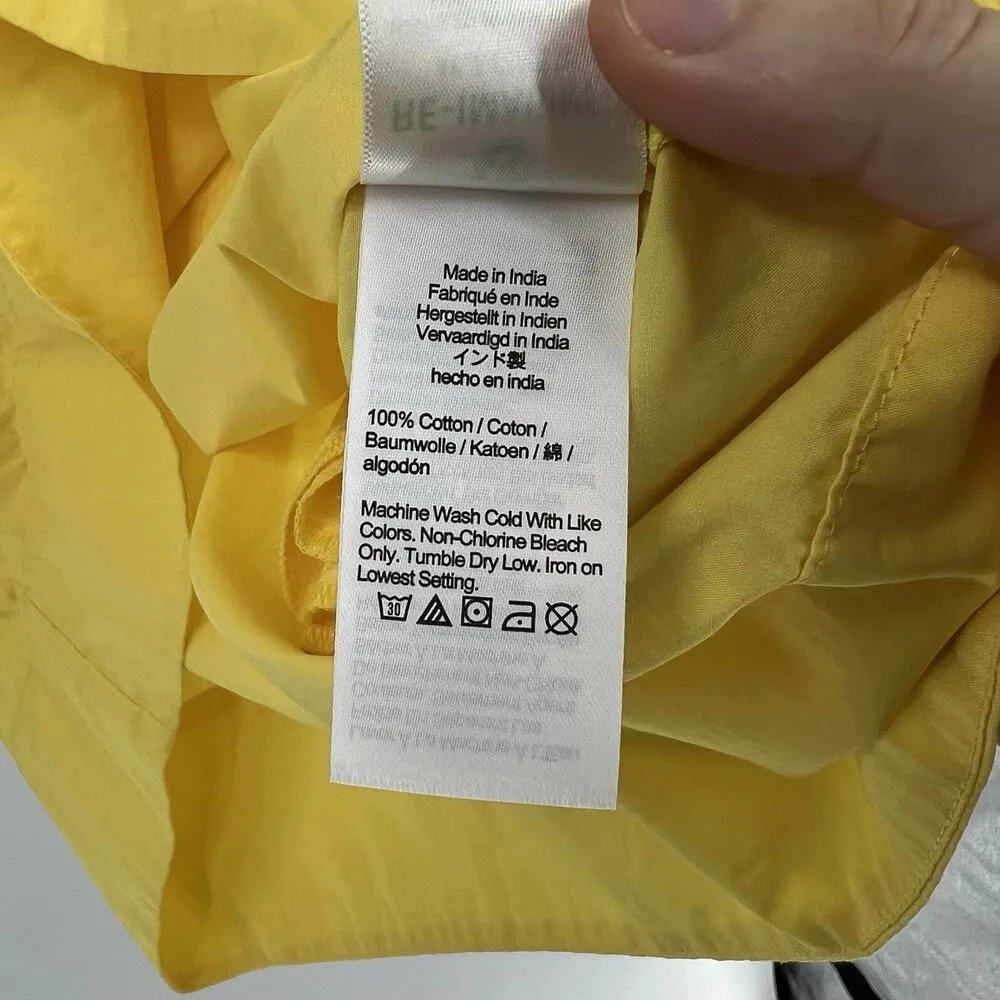 Made in India
Fabriqué en Inde
Hergestellt in Indien
Vervaardigd in India
インド製
hecho en india
100% Cotton / Coton /
Baumwolle / Katoen / 綿 /
algodón
Machine Wash Cold With Like
Colors. Non-Chlorine Bleach
Only. Tumble Dry Low. Iron on
Lowest Setting.
30